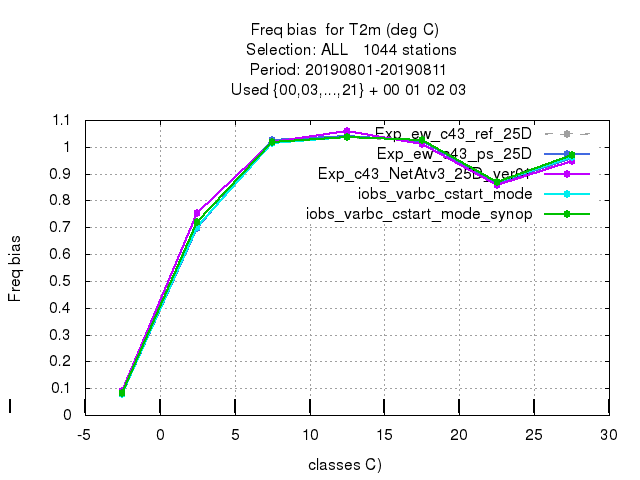 Freq bias for T2m (deg C)
Selection: ALL 1044 stations
Period: 20190801-20190811
Used {00,03,...,21} + 00 01 02 03
Exp_ew_c43_ref_25D
Exp_ew_c43_ps_25D
Exp_c43_NetAtv3_25D_ver01
iobs_varbc_cstart_mode
iobs_varbc_cstart_mode_synop
1.1
1
0.9
0.8
0.7
0.6
0.5
0.4
0.3
0.2
0.1
0
Freq bias
-5 0 5 10 15 20 25 30
classes C)